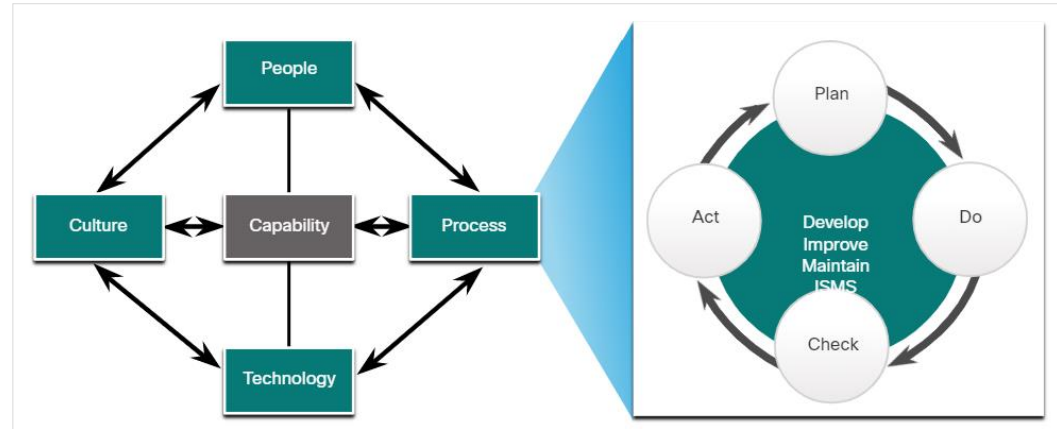 People
Culture
Capability
Process
Technology
Plan
Act
Do
Develop
Improve
Maintain
ISMS
Check